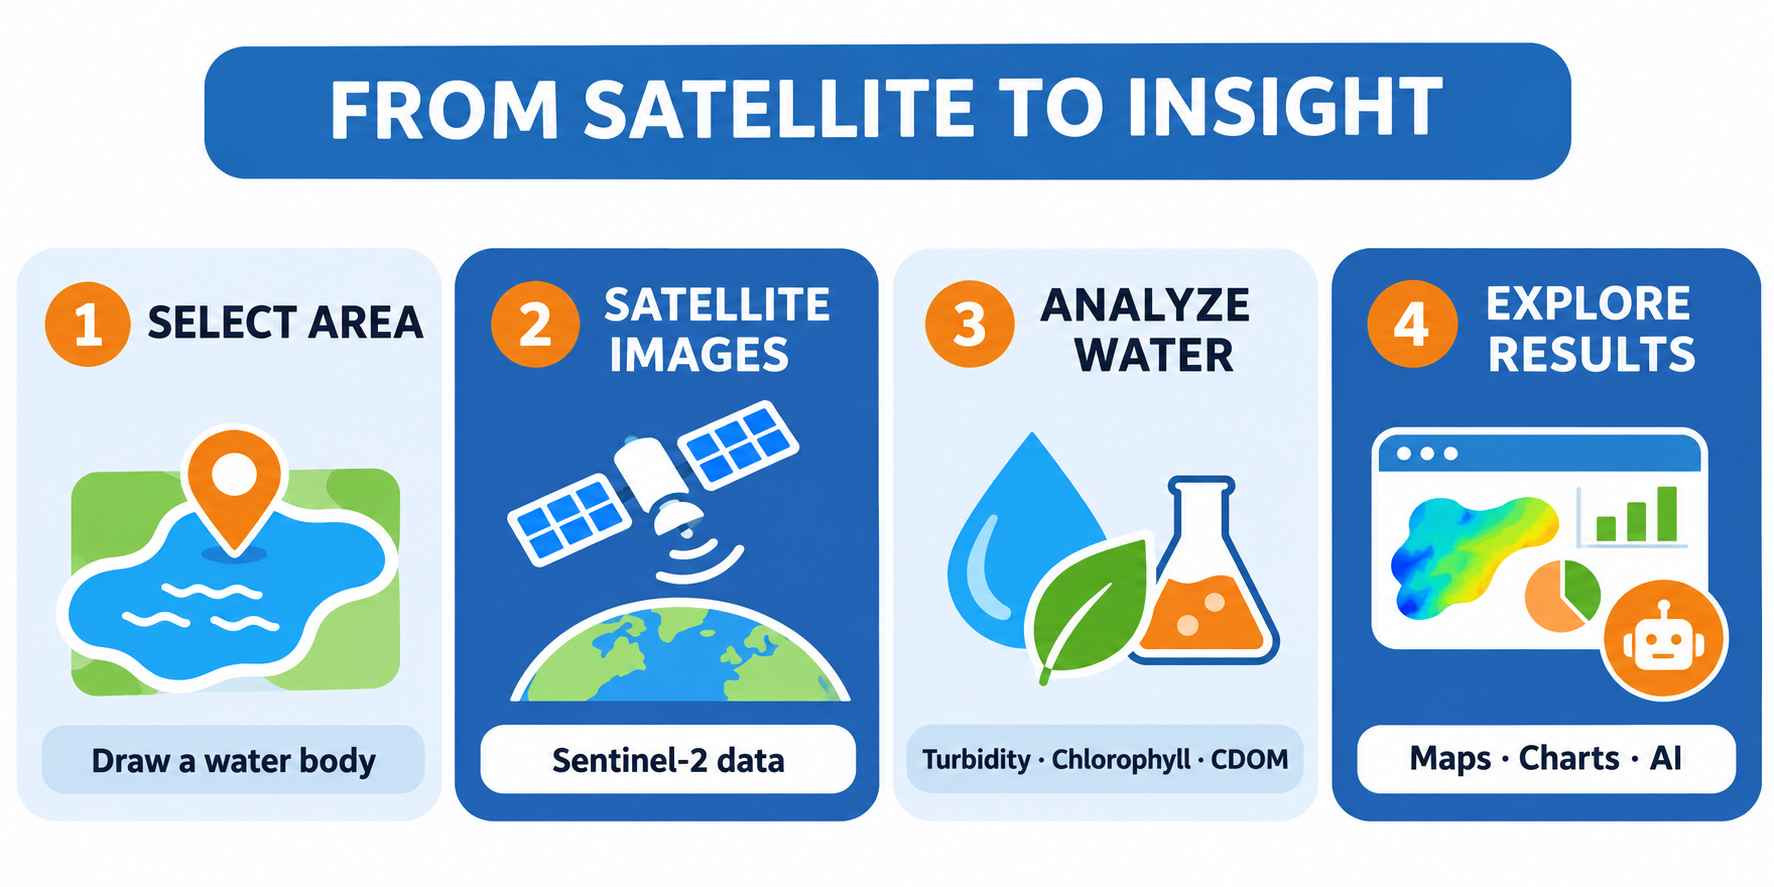 FROM SATELLITE TO INSIGHT
1 SELECT AREA
Draw a water body
2 SATELLITE
IMAGES
Sentinel-2 data
3 ANALYZE
WATER
Turbidity · Chlorophyll · CDOM
4 EXPLORE
RESULTS
Maps · Charts · AI